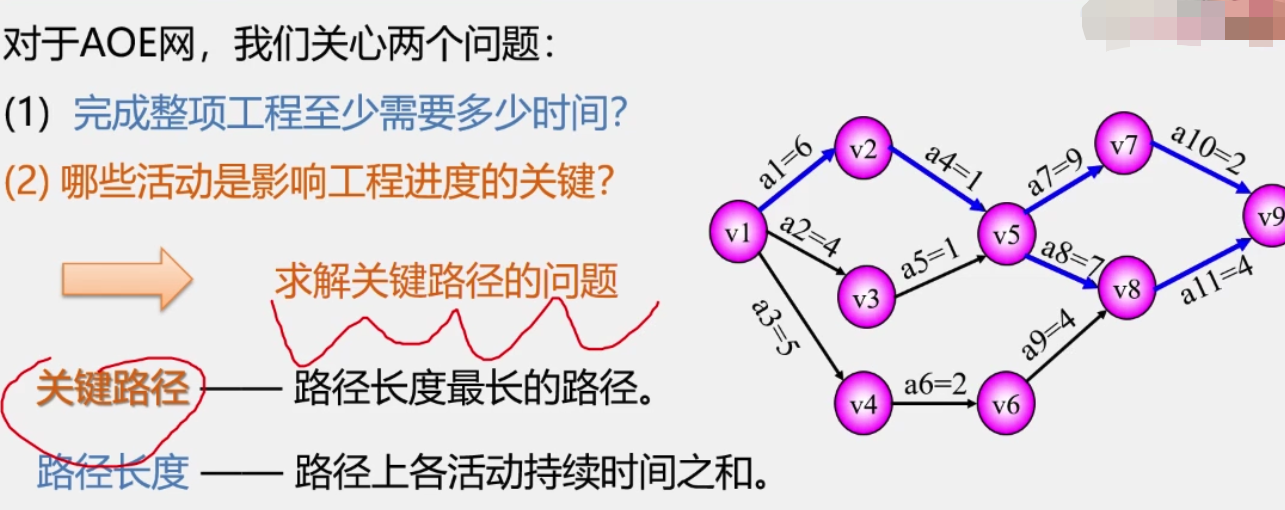 对于AOE网，我们关心两个问题：
(1) 完成整项工程至少需要多少时间？
(2) 哪些活动是影响工程进度的关键？
求解关键路径的问题
关键路径 —— 路径长度最长的路径。
路径长度 —— 路径上各活动持续时间之和。
v1
v2
v3
v4
v5
v6
v7
v8
v9
a1=6
a2=4
a3=5
a4=1
a5=1
a6=2
a7=9
a8=7
a9=4
a10=2
a11=4